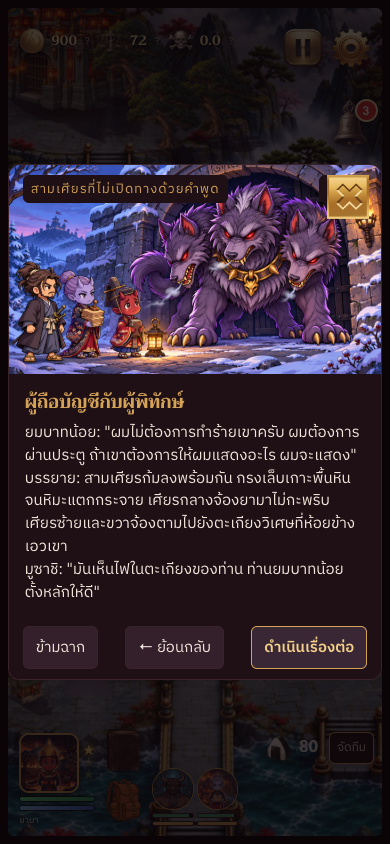 900
72
0.0
3
สามเศียรที่ไม่เปิดทางด้วยคำพูด
ผู้ถือบัญชีกับผู้พิทักษ์
ยมบาทน้อย: "ผมไม่ต้องการทำร้ายเขาครับ ผมต้องการ
ผ่านประตู ถ้าเขาต้องการให้ผมแสดงอะไร ผมจะแสดง"
บรรยาย: สามเศียรก้มลงพร้อมกัน กรงเล็บเกาะพื้นหิน
จนหิมะแตกกระจาย เศียรกลางจ้องยามาไม่กะพริบ
เศียรซ้ายและขวาจ้องตามไปยังตะเกียงวิเศษที่ห้อยข้าง
เอวเขา
มูซาชิ: "มันเห็นไฟในตะเกียงของท่าน ท่านยมบาทน้อย
ตั้งหลักให้ดี"
ข้ามฉาก
← ย้อนกลับ
ดำเนินเรื่องต่อ
80
จัดทีม
ยามา